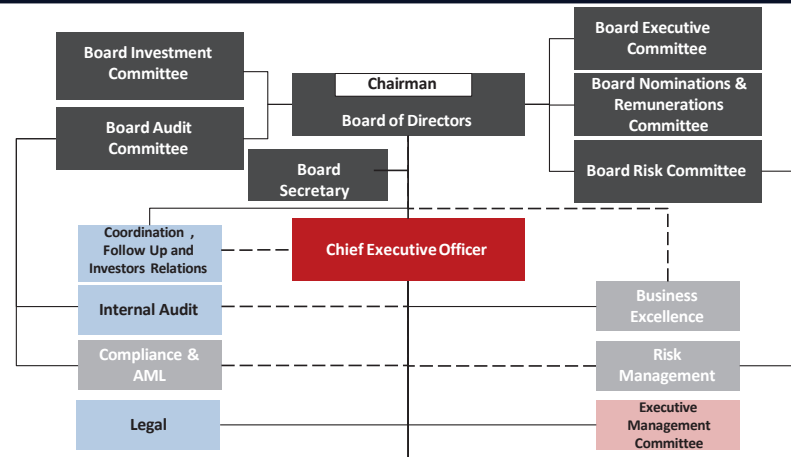 Board Investment
Committee
Board Audit
Committee
Chairman
Board of Directors
Board
Secretary
Board Executive
Committee
Board Nominations &
Remunerations
Committee
Board Risk Committee
Coordination ,
Follow Up and
Investors Relations
Chief Executive Officer
Internal Audit
Business
Excellence
Compliance &
AML
Risk
Management
Legal
Executive
Management
Committee